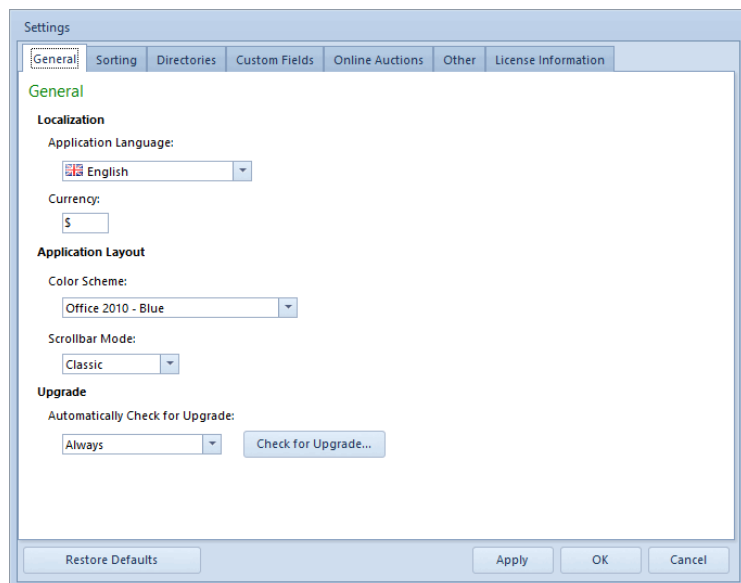 Settings
General Sorting Directories Custom Fields Online Auctions Other License Information
General
Localization
Application Language:
English
Currency:
$
Application Layout
Color Scheme:
Office 2010 - Blue
Scrollbar Mode:
Classic
Upgrade
Automatically Check for Upgrade:
Always Check for Upgrade...
Restore Defaults Apply OK Cancel